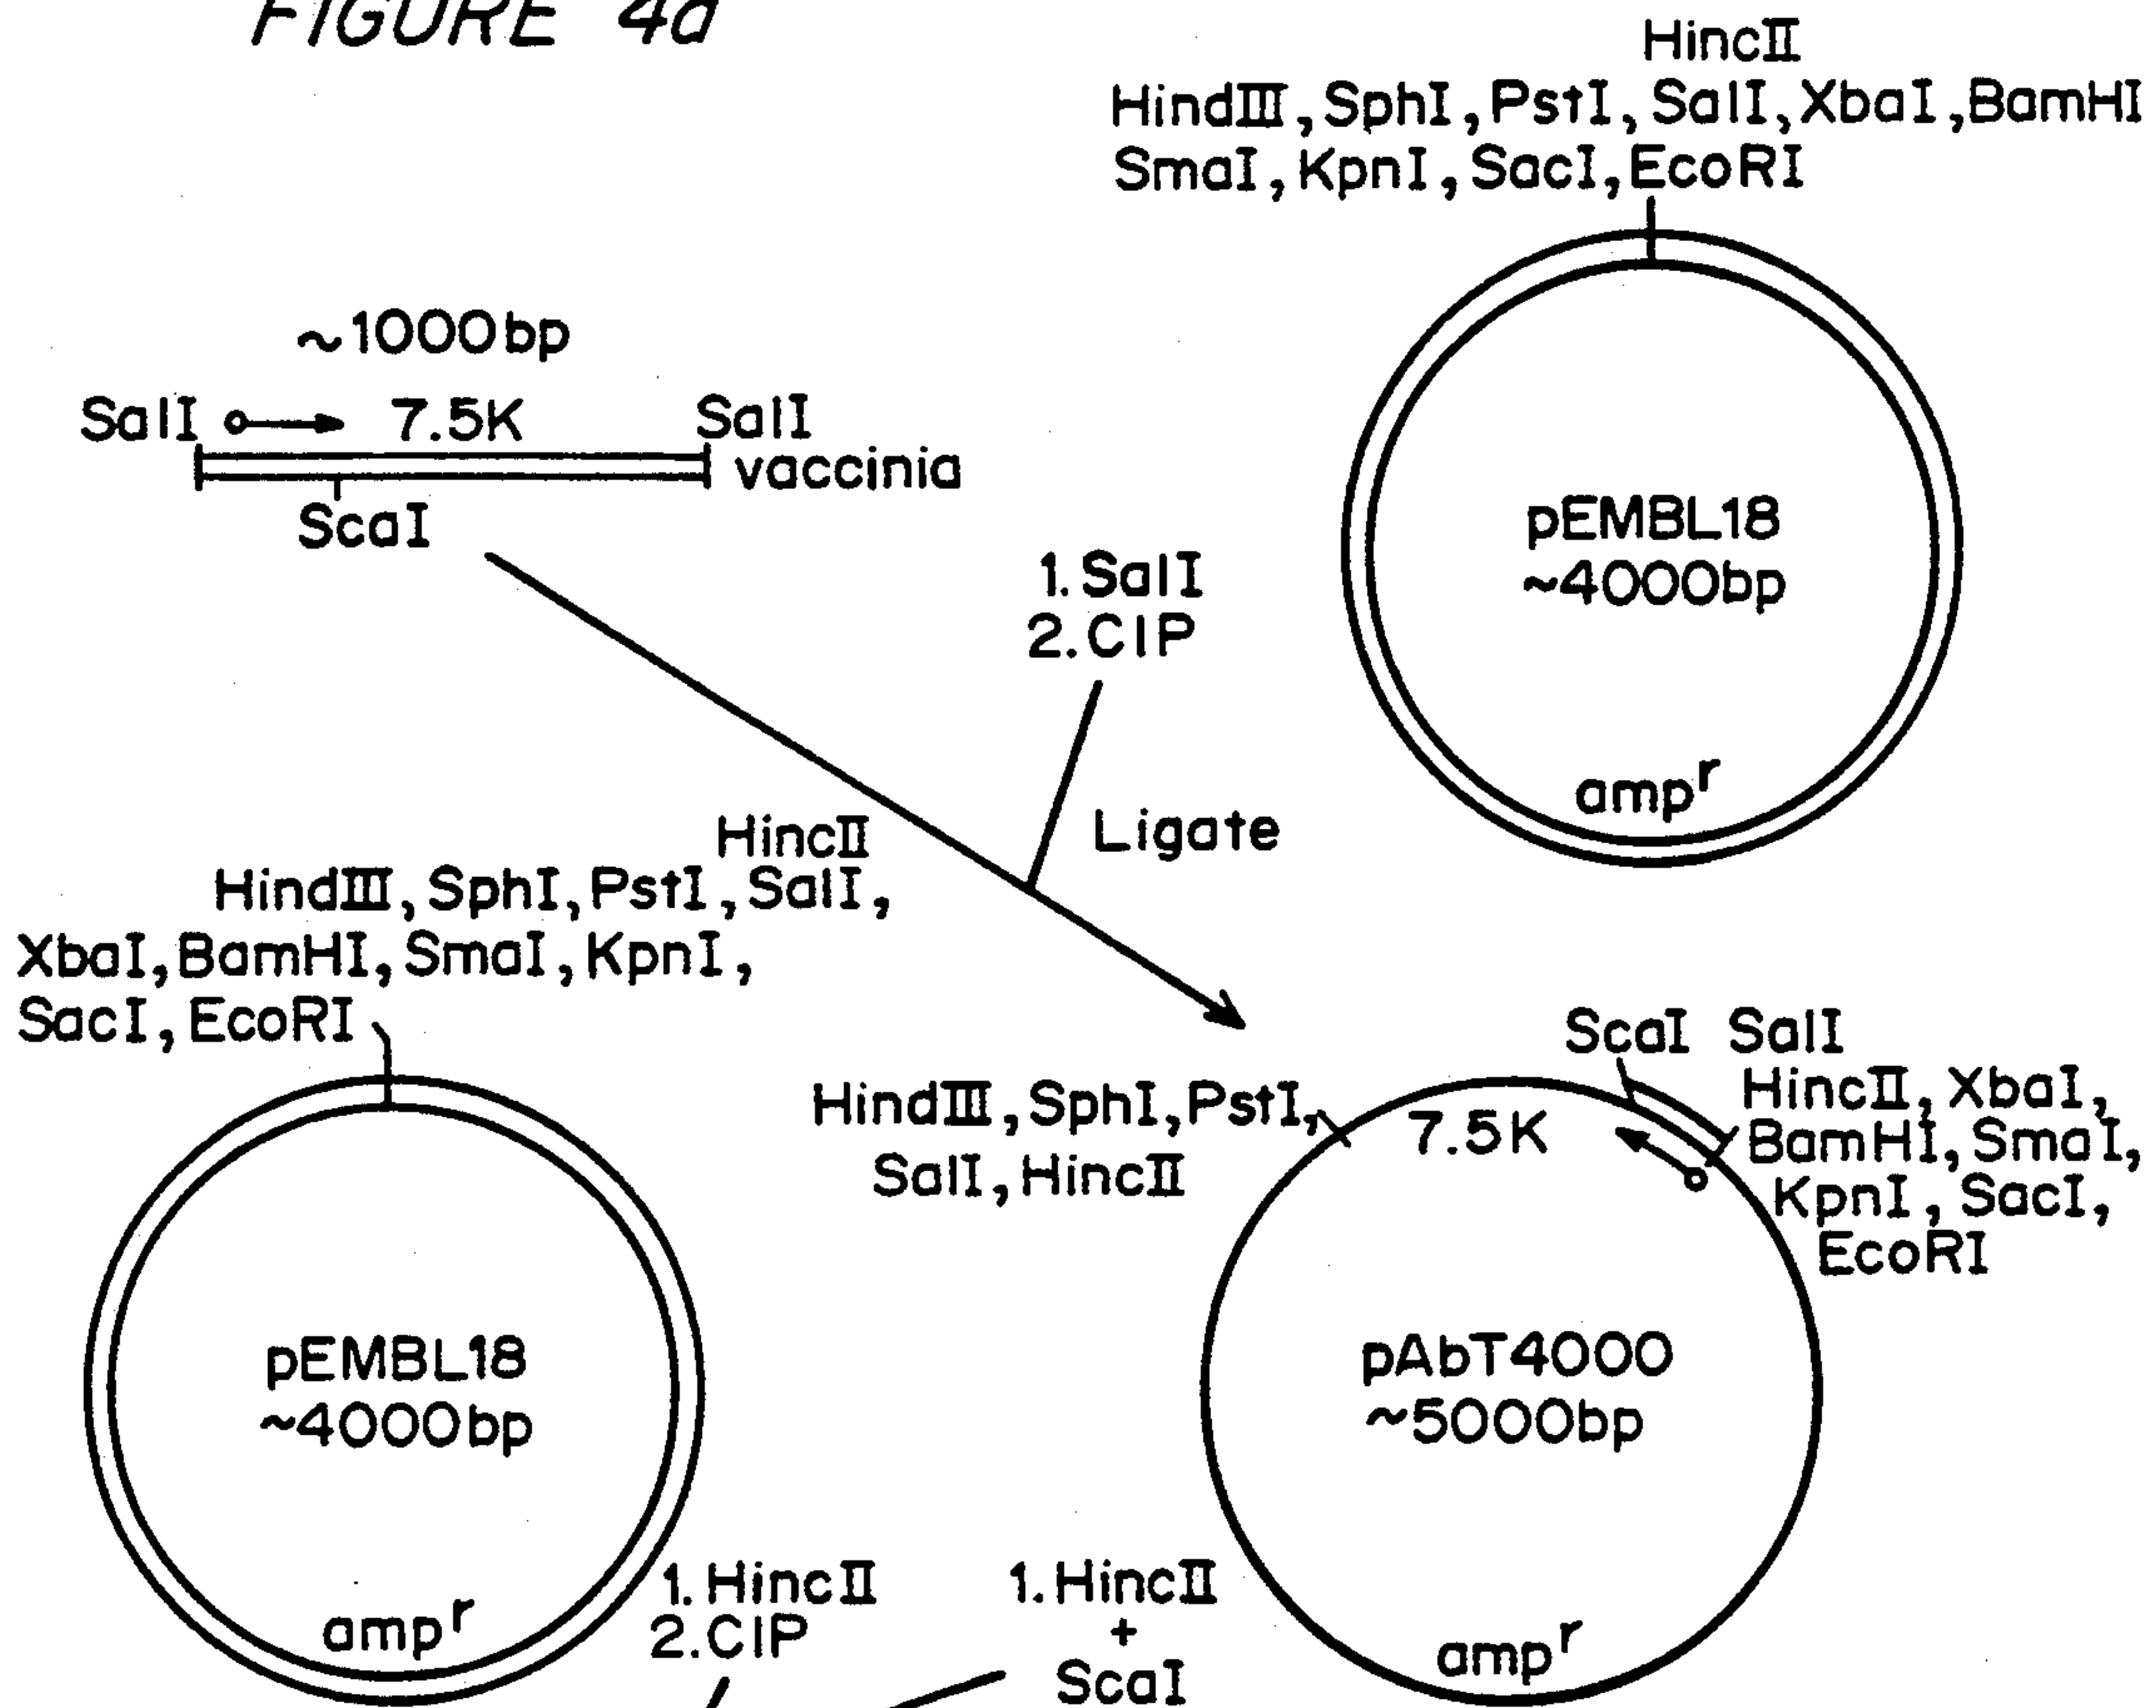 FIGURE 4a
HincII
HindIII, SphI, PstI, SalI, XbaI, BamHI
SmaI, KpnI, SacI, EcoRI
~1000bp
SalI 7.5K SalI
vaccinia
ScaI
1. SalI
2. CIP
pEMBL18
~4000bp
amp^r
Ligate
HincII
HindIII, SphI, PstI, SalI,
XbaI, BamHI, SmaI, KpnI,
SacI, EcoRI
pEMBL18
~4000bp
amp^r
1. HincII
2. CIP
HindIII, SphI, PstI,
SalI, HincII
7.5K
ScaI SalI
HincII, XbaI,
BamHI, SmaI,
KpnI, SacI,
EcoRI
pAbT4000
~5000bp
amp^r
1. HincII
+
ScaI